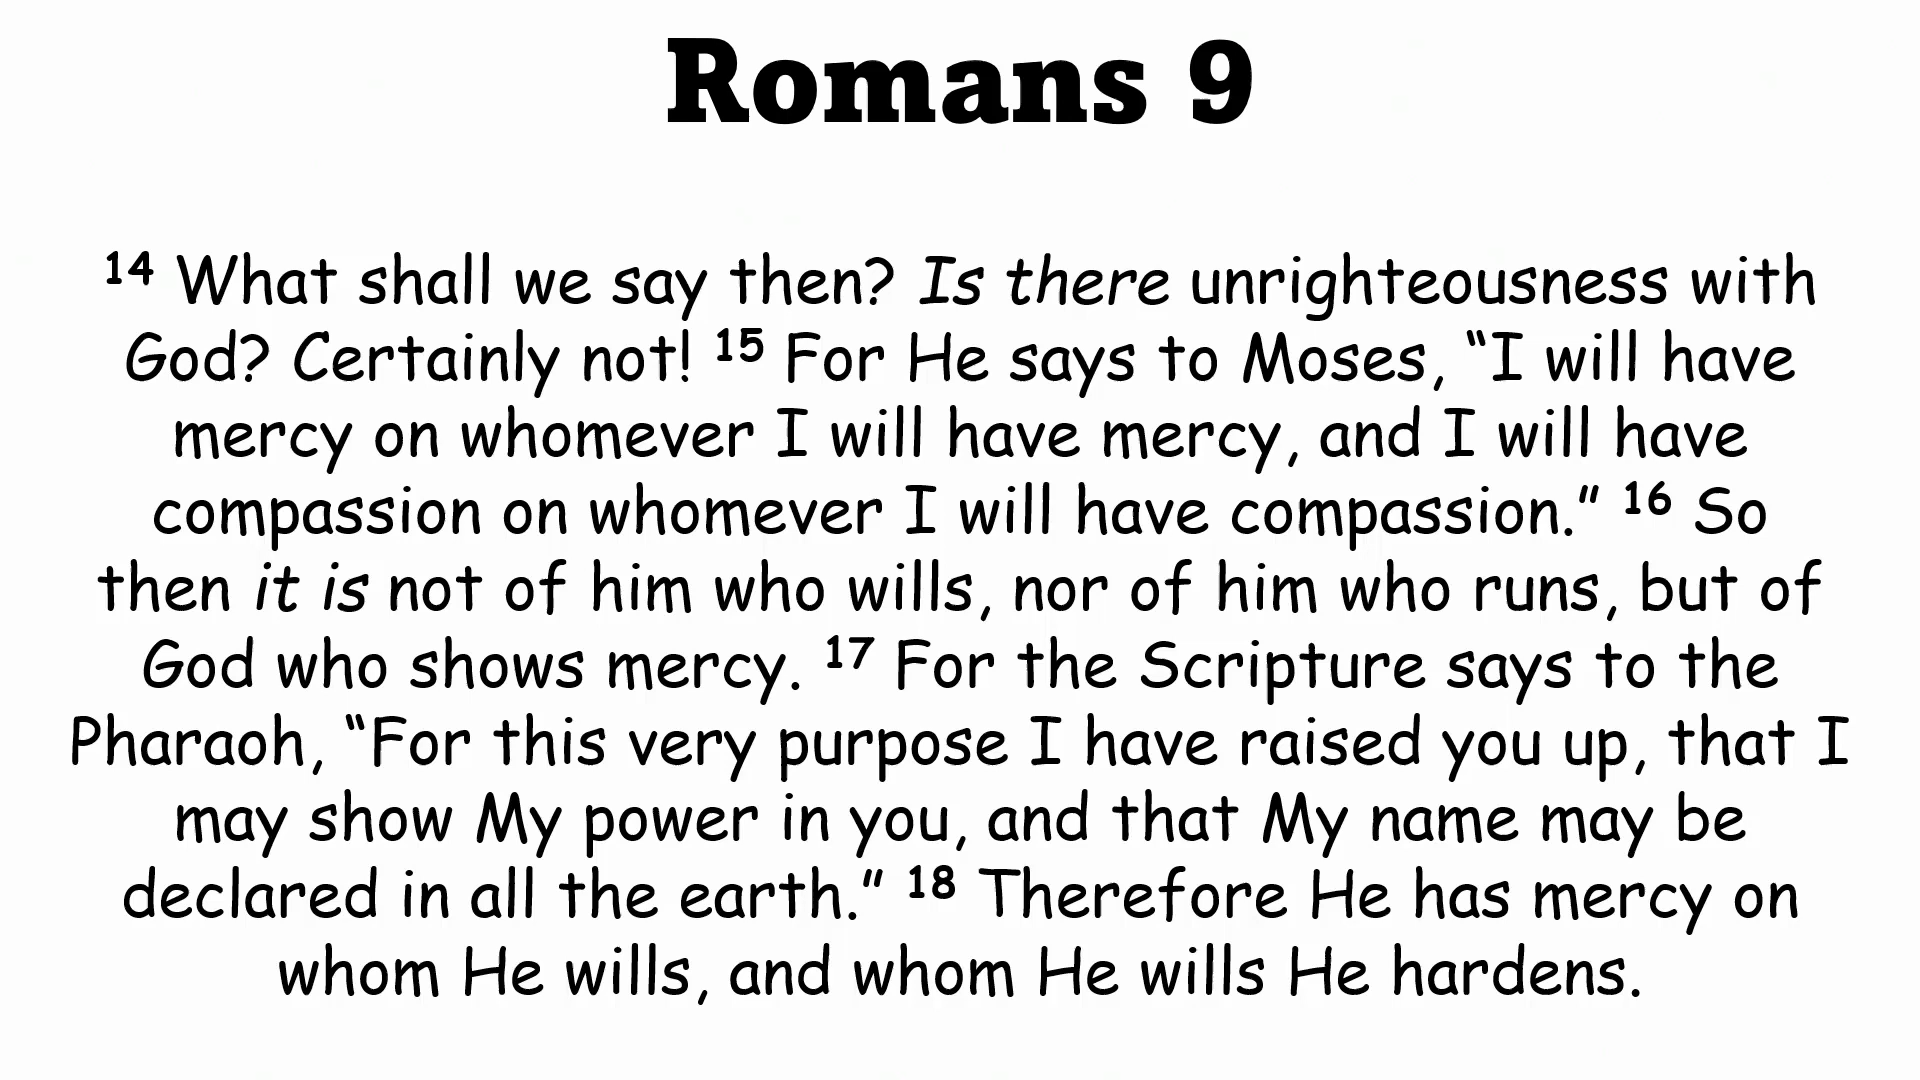 Romans 9
14 What shall we say then? Is there unrighteousness with
God? Certainly not! 15 For He says to Moses, “I will have
mercy on whomever I will have mercy, and I will have
compassion on whomever I will have compassion.” 16 So
then it is not of him who wills, nor of him who runs, but of
God who shows mercy. 17 For the Scripture says to the
Pharaoh, “For this very purpose I have raised you up, that I
may show My power in you, and that My name may be
declared in all the earth.” 18 Therefore He has mercy on
whom He wills, and whom He wills He hardens.